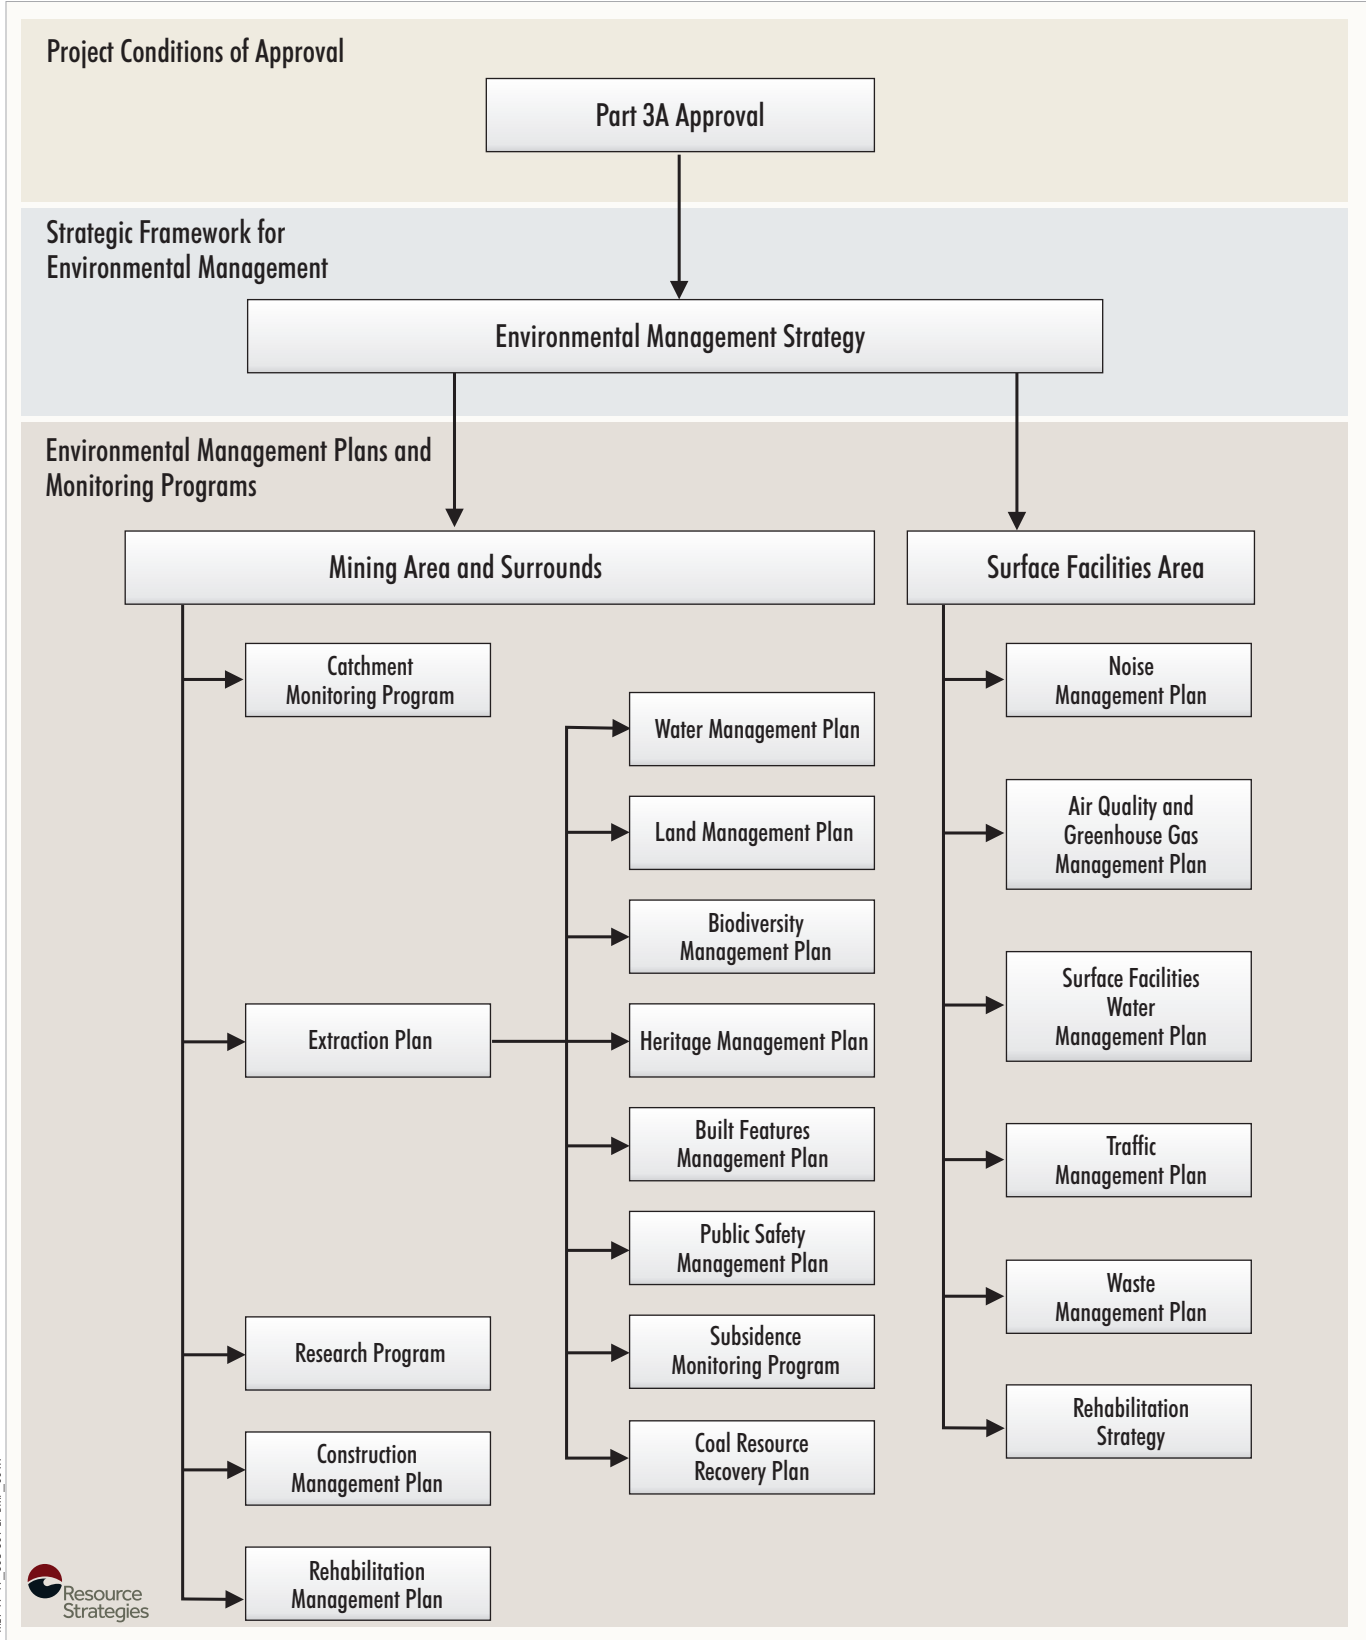 Project Conditions of Approval
Part 3A Approval
Strategic Framework for
Environmental Management
Environmental Management Strategy
Environmental Management Plans and
Monitoring Programs
Mining Area and Surrounds
Surface Facilities Area
Catchment
Monitoring Program
Extraction Plan
Research Program
Construction
Management Plan
Rehabilitation
Management Plan
Water Management Plan
Land Management Plan
Biodiversity
Management Plan
Heritage Management Plan
Built Features
Management Plan
Public Safety
Management Plan
Subsidence
Monitoring Program
Coal Resource
Recovery Plan
Noise
Management Plan
Air Quality and
Greenhouse Gas
Management Plan
Surface Facilities
Water
Management Plan
Traffic
Management Plan
Waste
Management Plan
Rehabilitation
Strategy
Resource
Strategies